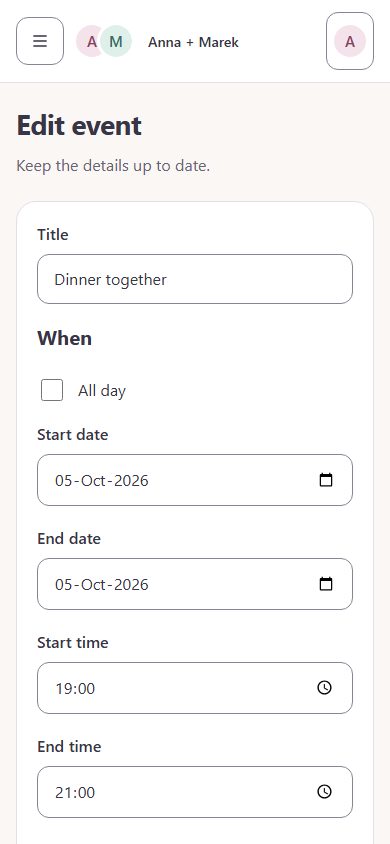 A M Anna + Marek A
Edit event
Keep the details up to date.
Title
Dinner together
When
All day
Start date
05-Oct-2026
End date
05-Oct-2026
Start time
19:00
End time
21:00